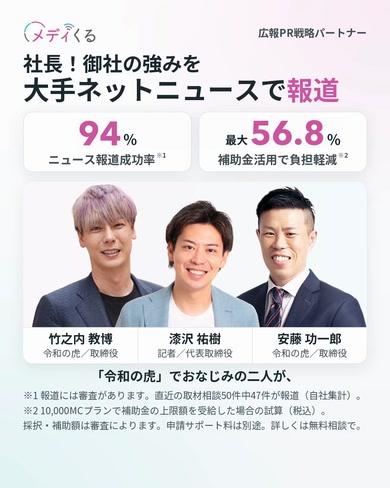 メディくる
広報PR戦略パートナー
社長！御社の強みを
大手ネットニュースで報道
94%
ニュース報道成功率※1
最大56.8%
補助金活用で負担軽減※2
竹之内 教博
令和の虎／取締役
漆沢 祐樹
記者／代表取締役
安藤 功一郎
令和の虎／取締役
「令和の虎」でおなじみの二人が、
※1 報道には審査があります。直近の取材相談50件中47件が報道（自社集計）。
※2 10,000MCプランで補助金の上限額を受給した場合の試算（税込）。
採択・補助額は審査によります。申請サポート料は別途。詳しくは無料相談で。